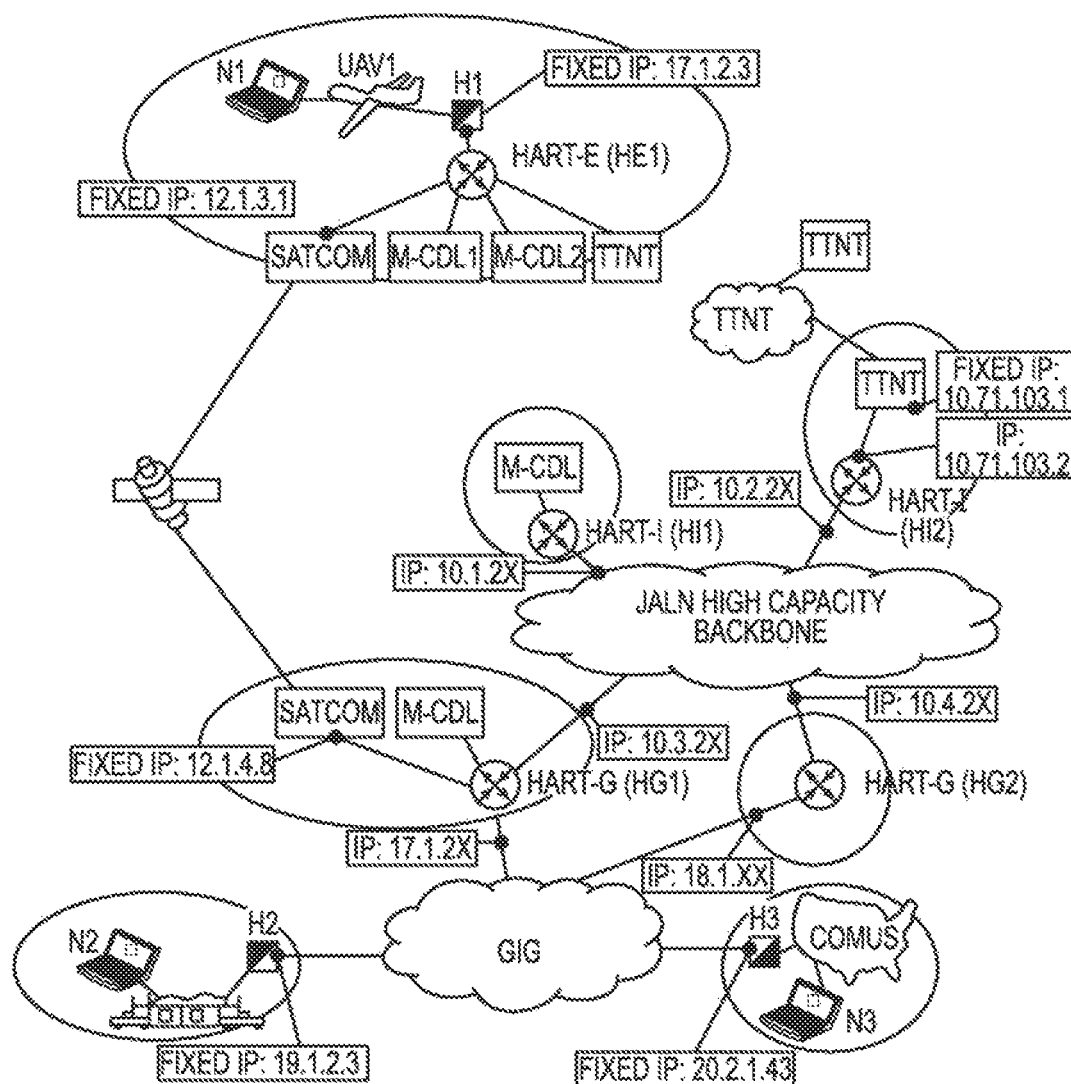 N1
UAV1
H1
FIXED IP: 17.1.2.3
HART-E (HE1)
FIXED IP: 12.1.3.1
SATCOM
M-CDL1
M-CDL2
TTNT
TTNT
TTNT
TTNT
FIXED IP:
10.71.103.1
IP:
10.71.103.2
M-CDL
IP: 10.2.2X
HART-I
(HI2)
HART-I (HI1)
IP: 10.1.2X
JALN HIGH CAPACITY
BACKBONE
SATCOM
M-CDL
IP: 10.4.2X
IP: 10.3.2X
FIXED IP: 12.1.4.8
HART-G (HG1)
HART-G (HG2)
IP: 17.1.2X
IP: 18.1.XX
N2
H2
GIG
H3
COMUS
N3
FIXED IP: 19.1.2.3
FIXED IP: 20.2.1.43